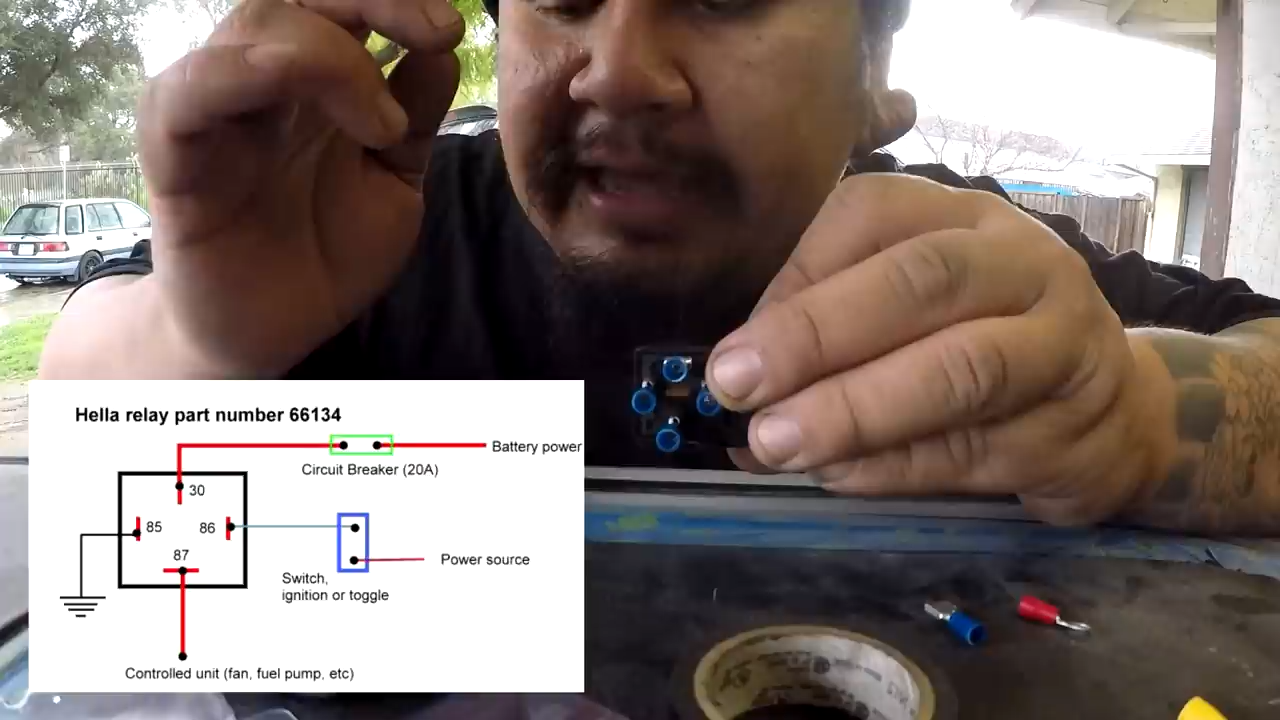 Hella relay part number 66134
Battery power
Circuit Breaker (20A)
30
85
86
87
Power source
Switch,
ignition or toggle
Controlled unit (fan, fuel pump, etc)